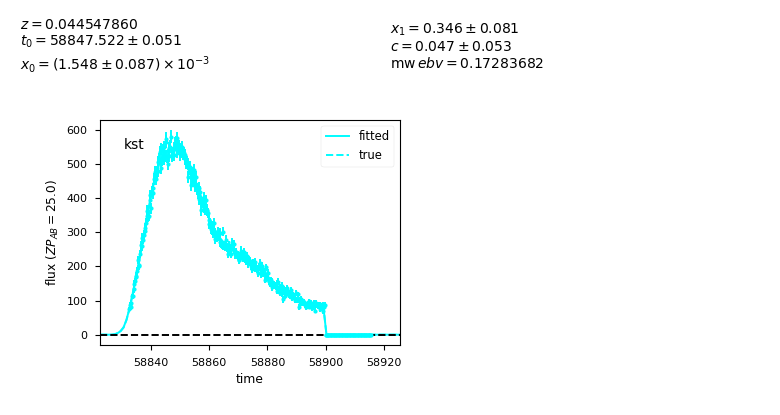 z = 0.044547860
t₀ = 58847.522 ± 0.051
x₀ = (1.548 ± 0.087) × 10⁻³
x₁ = 0.346 ± 0.081
c = 0.047 ± 0.053
mw ebv = 0.17283682
kst
fitted
true
600
500
400
300
200
100
0
flux (ZP_AB = 25.0)
58840 58860 58880 58900 58920
time